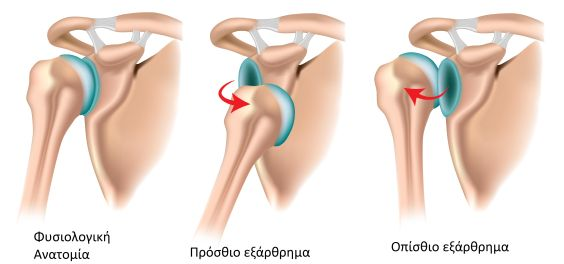 Φυσιολογική
Ανατομία
Πρόσθιο εξάρθρημα
Οπίσθιο εξάρθρημα